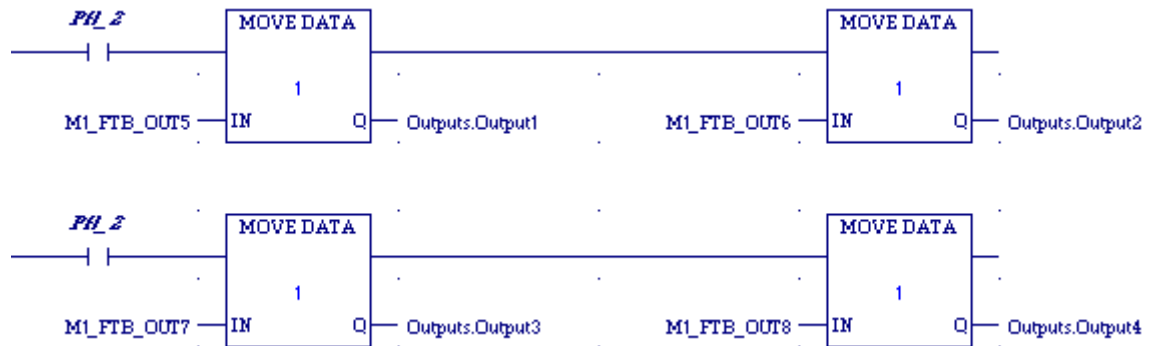 PH_2 MOVE DATA MOVE DATA
1 1
M1_FTB_OUT5 IN Q Outputs.Output1 M1_FTB_OUT6 IN Q Outputs.Output2
PH_2 MOVE DATA MOVE DATA
1 1
M1_FTB_OUT7 IN Q Outputs.Output3 M1_FTB_OUT8 IN Q Outputs.Output4